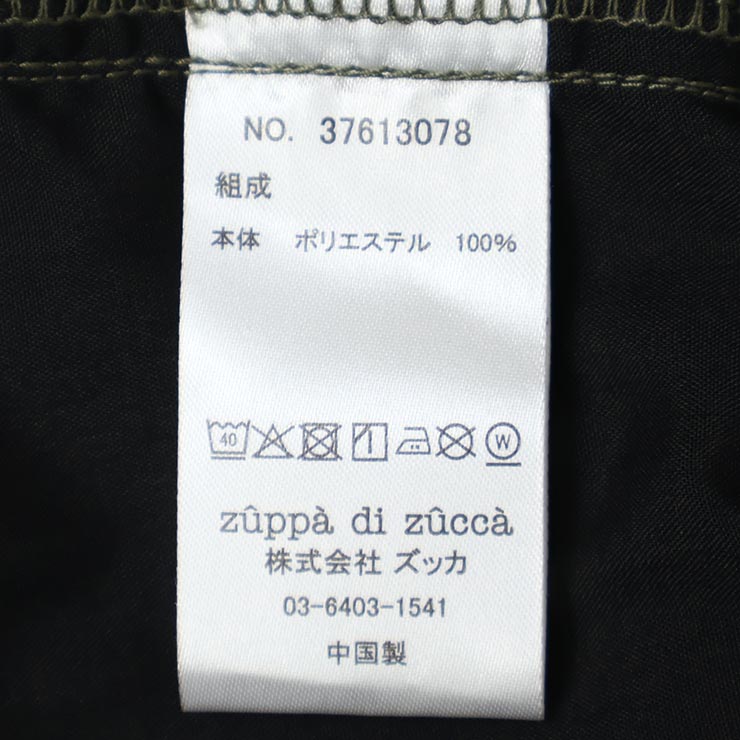 NO. 37613078
組成
本体 ポリエステル 100%
40 W
zûppà di zûccà
株式会社 ズッカ
03-6403-1541
中国製